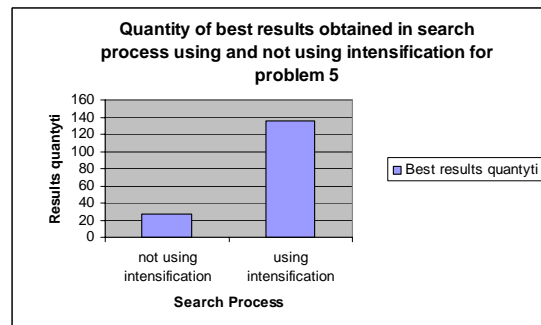 Quantity of best results obtained in search
process using and not using intensification for
problem 5
160
140
120
100
80
60
40
20
0
Results quantyti
not using
intensification
using
intensification
Search Process
Best results quantyti